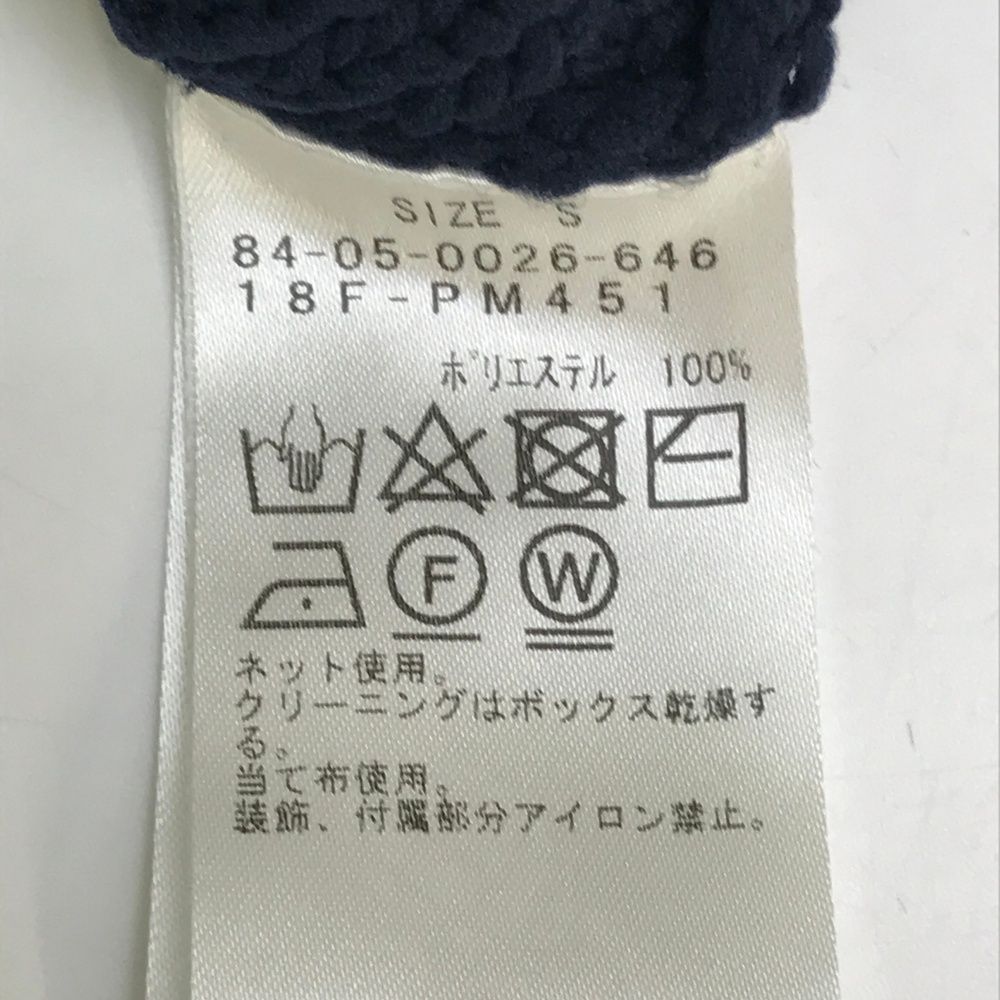 SIZE S
84-05-0026-646
18F-PM451
ポリエステル 100%
F
W
ネット使用。
クリーニングはボックス乾燥す
る。
当て布使用。
装飾、付属部分アイロン禁止。